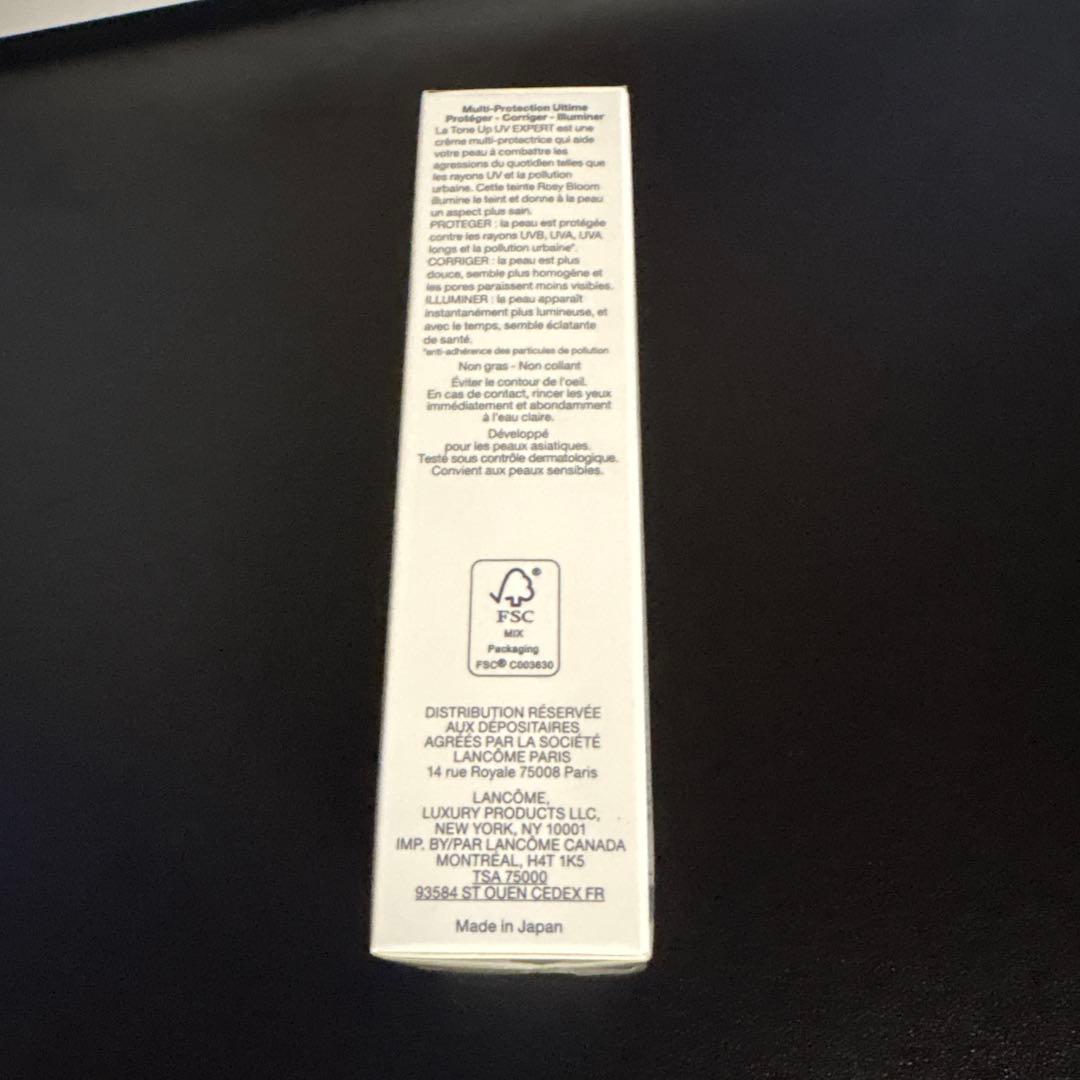 Multi-Protection Ultime
Protéger - Corriger - Illuminer
La Tone Up UV EXPERT est une
crème multi-protectrice qui aide
votre peau à combattre les
agressions du quotidien telles que
les rayons UV et la pollution
urbaine. Cette teinte Rosy Bloom
illumine le teint et donne à la peau
un aspect plus sain.
PROTEGER : la peau est protégée
contre les rayons UVB, UVA, UVA
longs et la pollution urbaine*.
CORRIGER : la peau est plus
douce, semble plus homogène et
les pores paraissent moins visibles.
ILLUMINER : la peau apparaît
instantanément plus lumineuse, et
avec le temps, semble éclatante
de santé.
*anti-adhérence des particules de pollution
Non gras - Non collant
Éviter le contour de l'oeil.
En cas de contact, rincer les yeux
immédiatement et abondamment
à l'eau claire.
Développé
pour les peaux asiatiques.
Testé sous contrôle dermatologique.
Convient aux peaux sensibles.
®
FSC
MIX
Packaging
FSC® C003630
DISTRIBUTION RÉSERVÉE
AUX DÉPOSITAIRES
AGRÉÉS PAR LA SOCIÉTÉ
LANCÔME PARIS
14 rue Royale 75008 Paris
LANCÔME,
LUXURY PRODUCTS LLC,
NEW YORK, NY 10001
IMP. BY/PAR LANCÔME CANADA
MONTRÉAL, H4T 1K5
TSA 75000
93584 ST OUEN CEDEX FR
Made in Japan